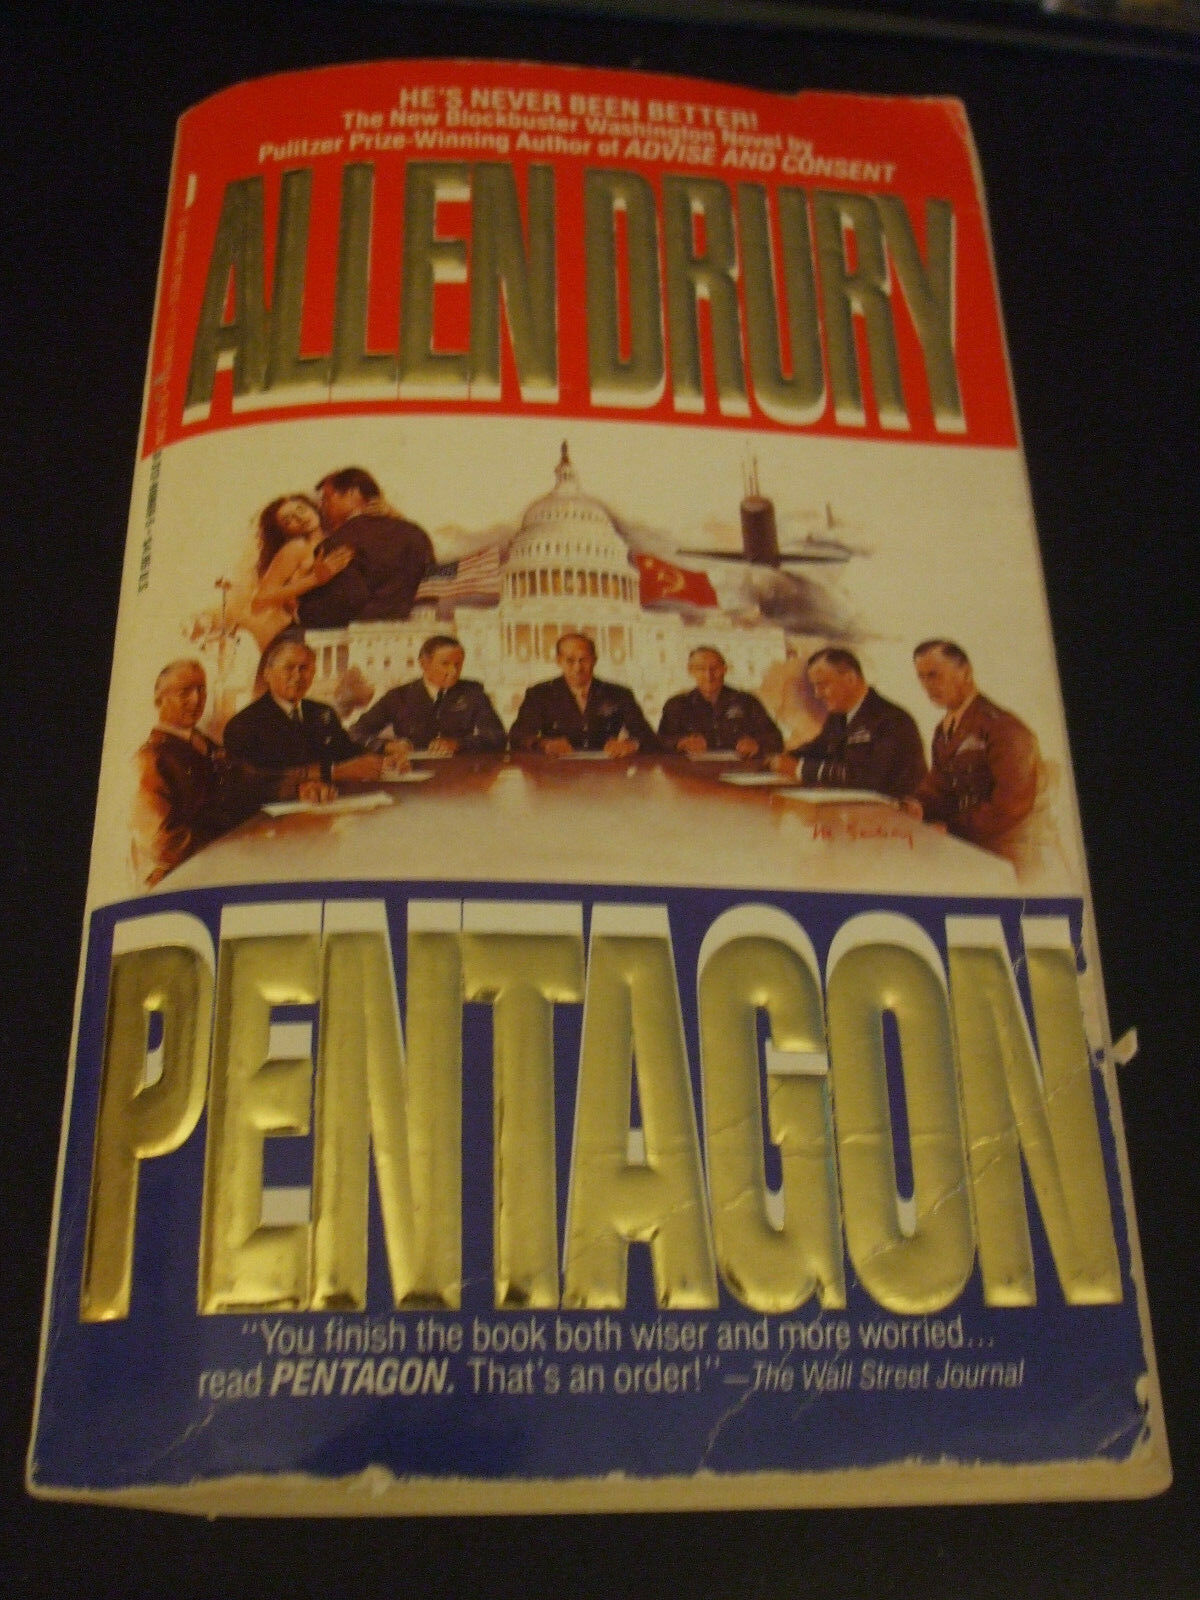 HE'S NEVER BEEN BETTER!
The New Blockbuster Washington Novel by
Pulitzer Prize-Winning Author of ADVISE AND CONSENT
ALLEN DRURY
PENTAGON
"You finish the book both wiser and more worried...
read PENTAGON. That's an order!" —The Wall Street Journal